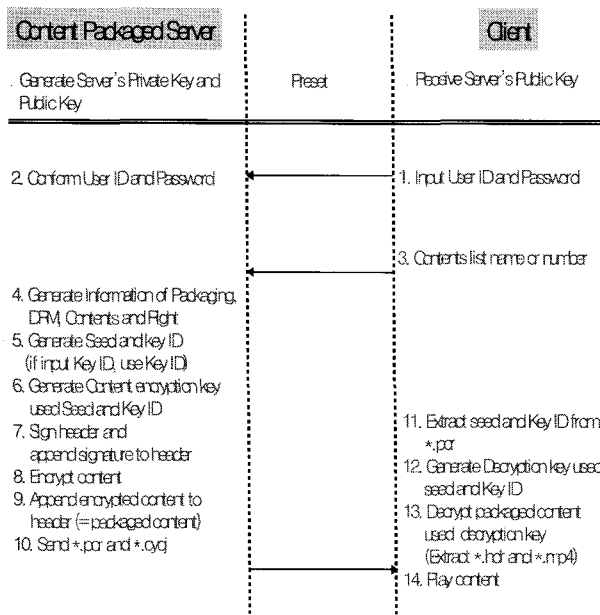 Content Packaged Server
Client
. Generate Server's Private Key and
Public Key
Preset
. Receive Server's Public Key
2. Conform User ID and Password
1. Input User ID and Password
3. Contents list name or number
4. Generate Information of Packaging,
DRM, Contents and Right
5. Generate Seed and key ID
(if input Key ID, use Key ID)
6. Generate Content encryption key
used Seed and Key ID
7. Sign header and
append signature to header
8. Encrypt content
9. Append encrypted content to
header (= packaged content)
10. Send *.pcr and *.cycj
11. Extract seed and Key ID from
*.pcr
12. Generate Decryption key used
seed and Key ID
13. Decrypt packaged content
used decryption key
(Extract *.hdr and *.mp4)
14. Play content